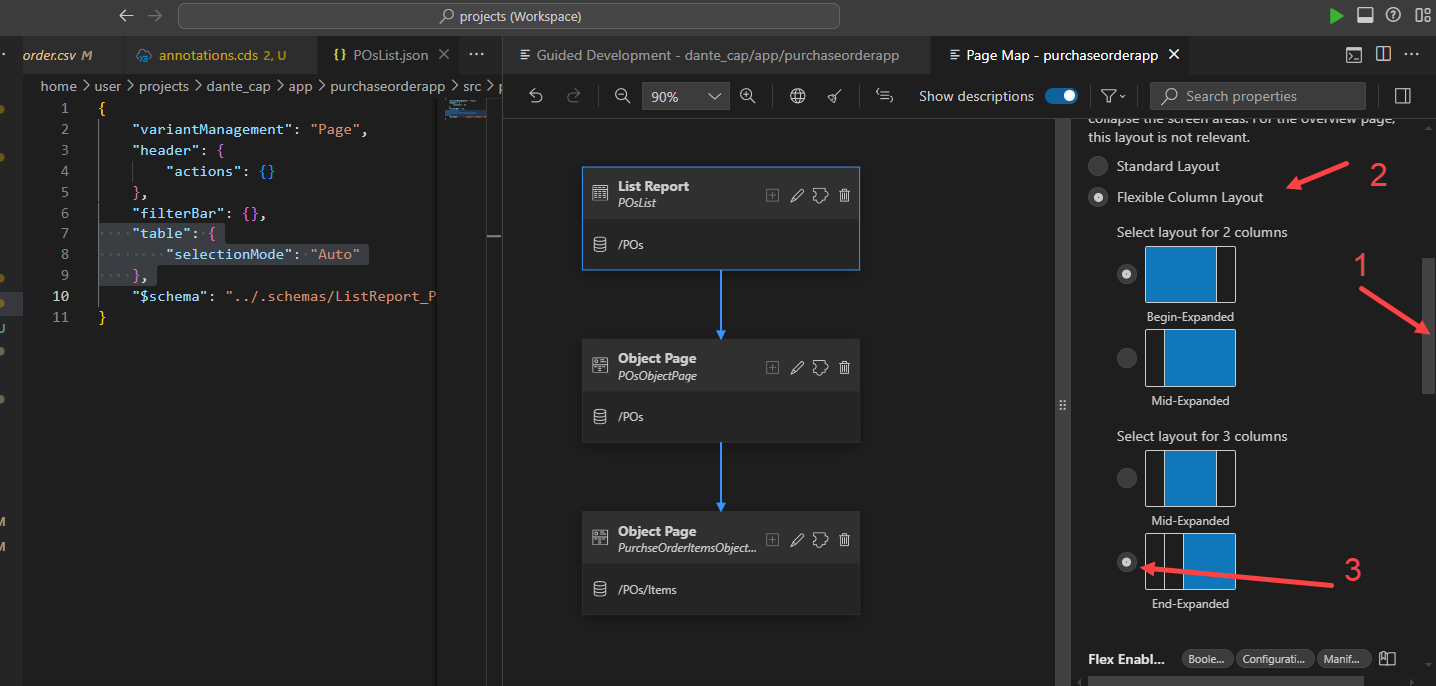 projects (Workspace)
order.csv M
annotations.cds 2, U
POsList.json
Guided Development - dante_cap/app/purchaseorderapp
Page Map - purchaseorderapp
home > user > projects > dante_cap > app > purchaseorderapp > src > p
1 {
2 "variantManagement": "Page",
3 "header": {
4 "actions": {}
5 },
6 "filterBar": {},
7 "table": {
8 "selectionMode": "Auto"
9 },
10 "$schema": "../.schemas/ListReport_P
11 }
90%
Show descriptions
Search properties
List Report
POsList
/POs
Object Page
POsObjectPage
/POs
Object Page
PurchseOrderItemsObject...
/POs/Items
collapse the screen areas. For the overview page,
this layout is not relevant.
Standard Layout
2
Flexible Column Layout
Select layout for 2 columns
1
Begin-Expanded
Mid-Expanded
Select layout for 3 columns
Mid-Expanded
3
End-Expanded
Flex Enabl... Boole... Configurati... Manif...
U
M
M